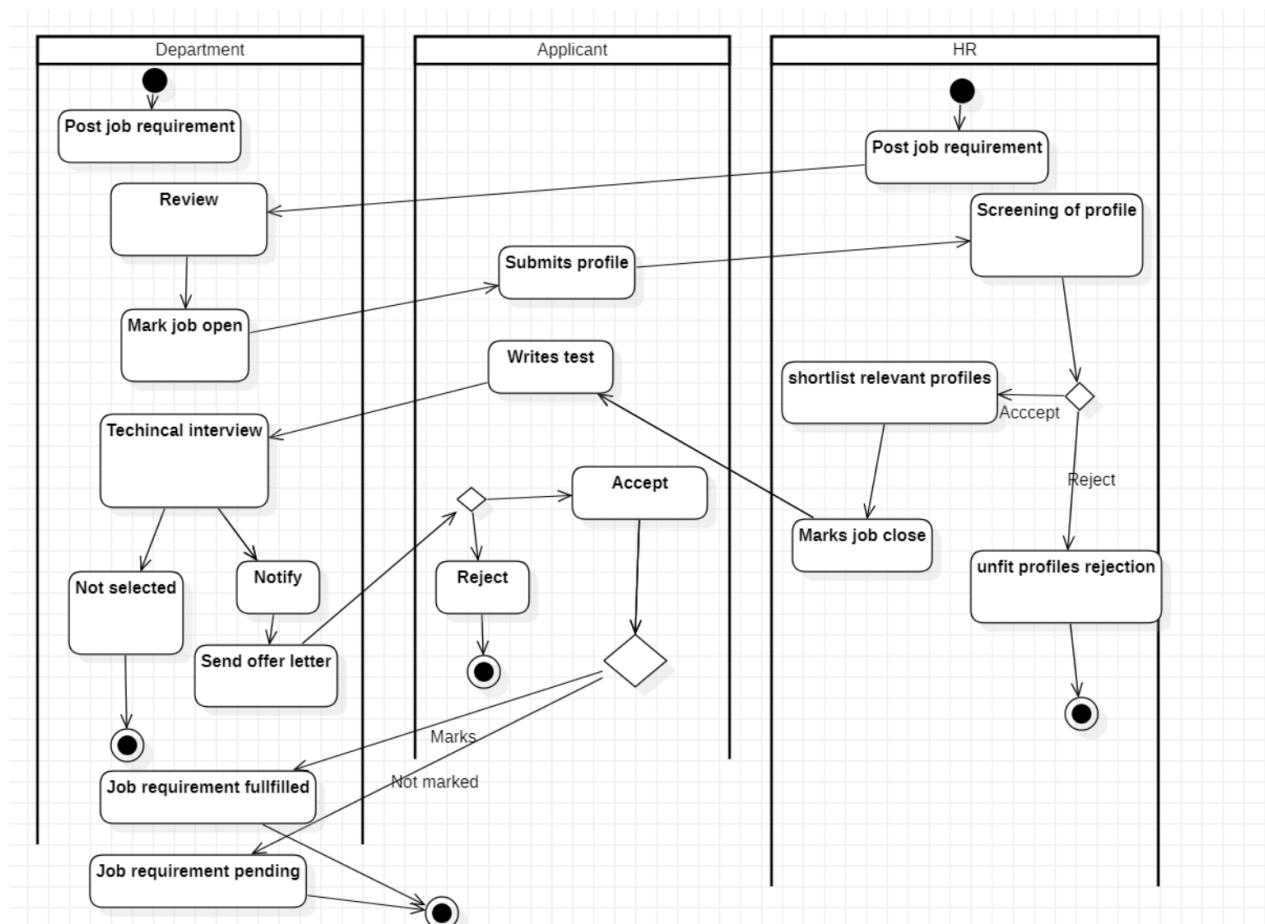 Department
Applicant
HR
Post job requirement
Post job requirement
Review
Screening of profile
Submits profile
Mark job open
Writes test
shortlist relevant profiles
Acccept
Techincal interview
Accept
Reject
Marks job close
unfit profiles rejection
Not selected
Notify
Reject
Send offer letter
Marks
Not marked
Job requirement fullfilled
Job requirement pending